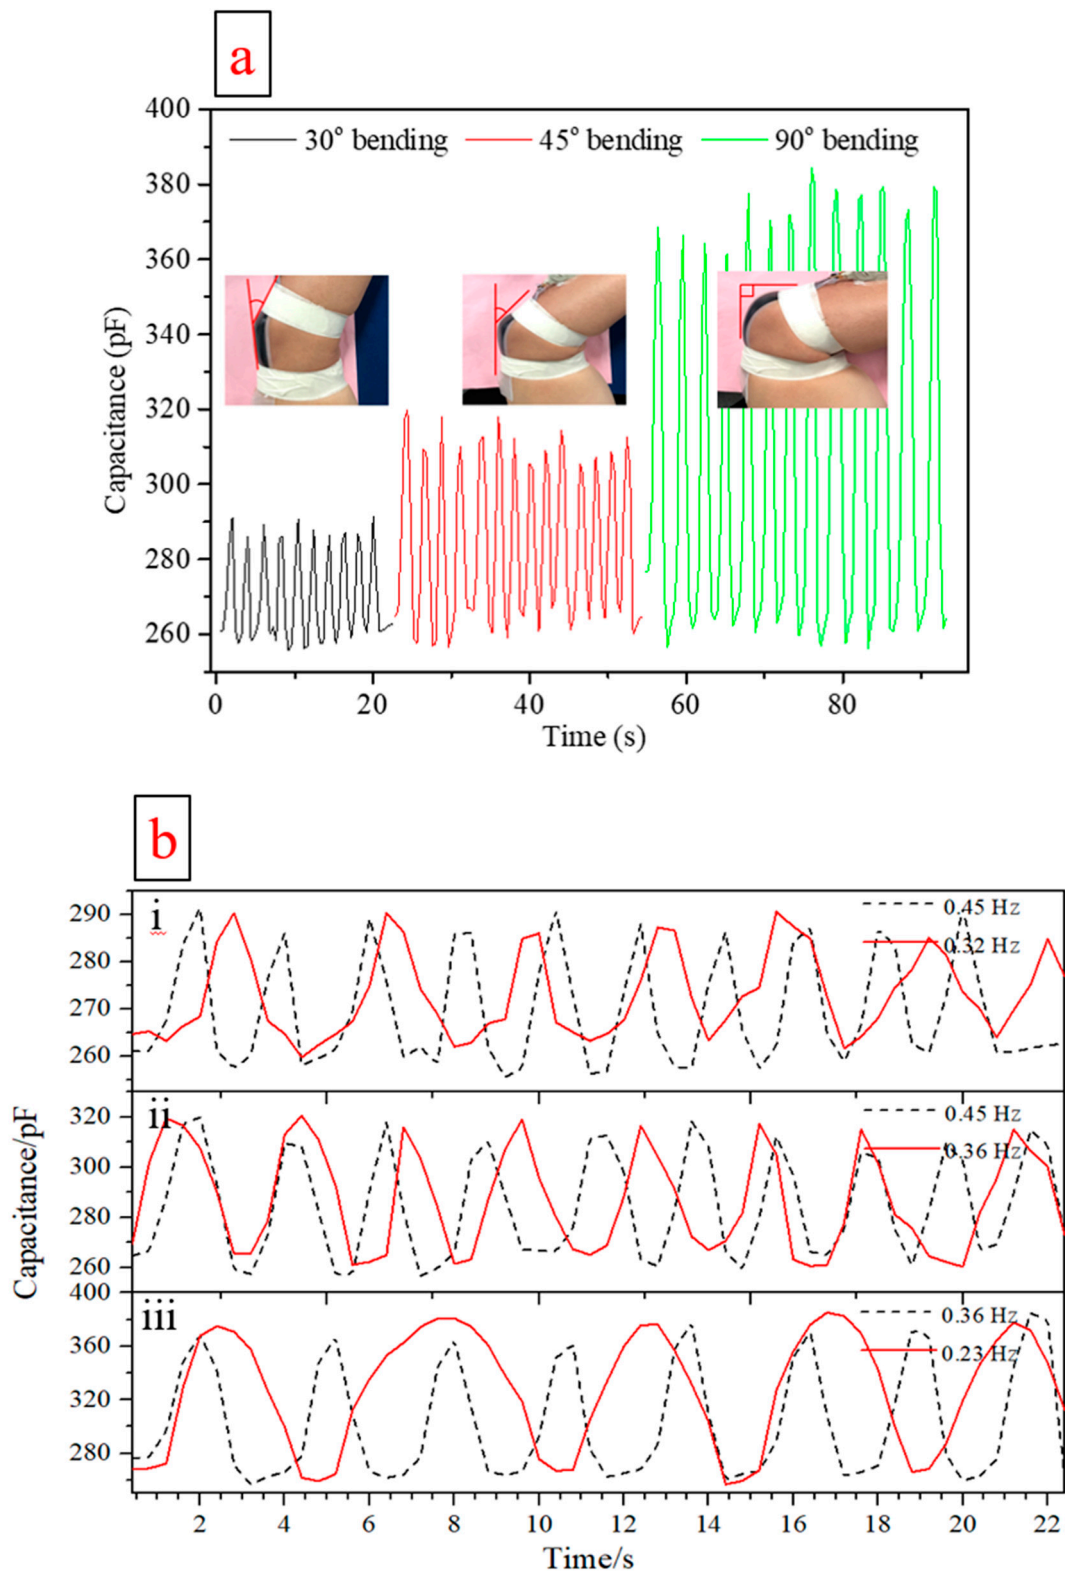 a
400
30° bending 45° bending 90° bending
380
360
340
320
300
280
260
Capacitance (pF)
0 20 40 60 80
Time (s)
b
i
0.45 Hz
0.32 Hz
290
280
270
260
ii
0.45 Hz
0.36 Hz
320
300
280
260
Capacitance/pF
iii
0.36 Hz
0.23 Hz
400
360
320
280
2 4 6 8 10 12 14 16 18 20 22
Time/s